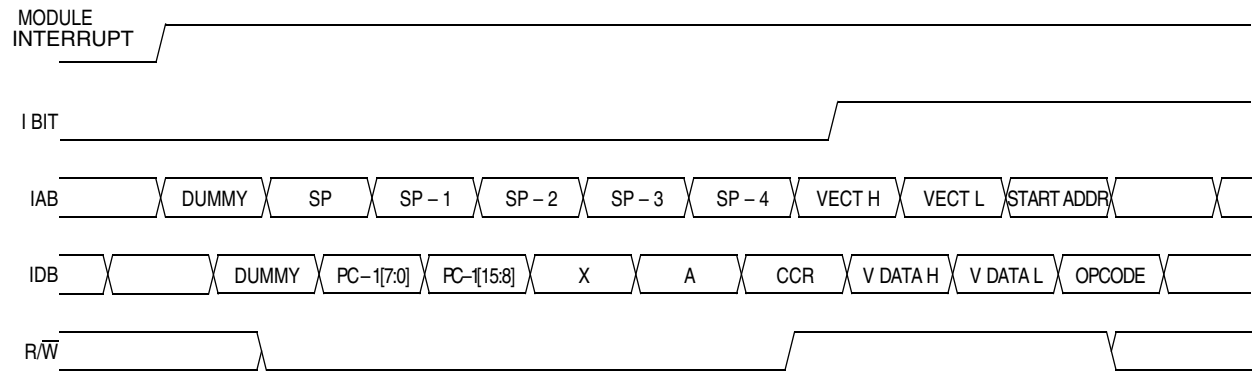 MODULE
INTERRUPT
I BIT
IAB DUMMY SP SP – 1 SP – 2 SP – 3 SP – 4 VECT H VECT L START ADDR
IDB DUMMY PC – 1[7:0] PC–1[15:8] X A CCR V DATA H V DATA L OPCODE
R/W̅